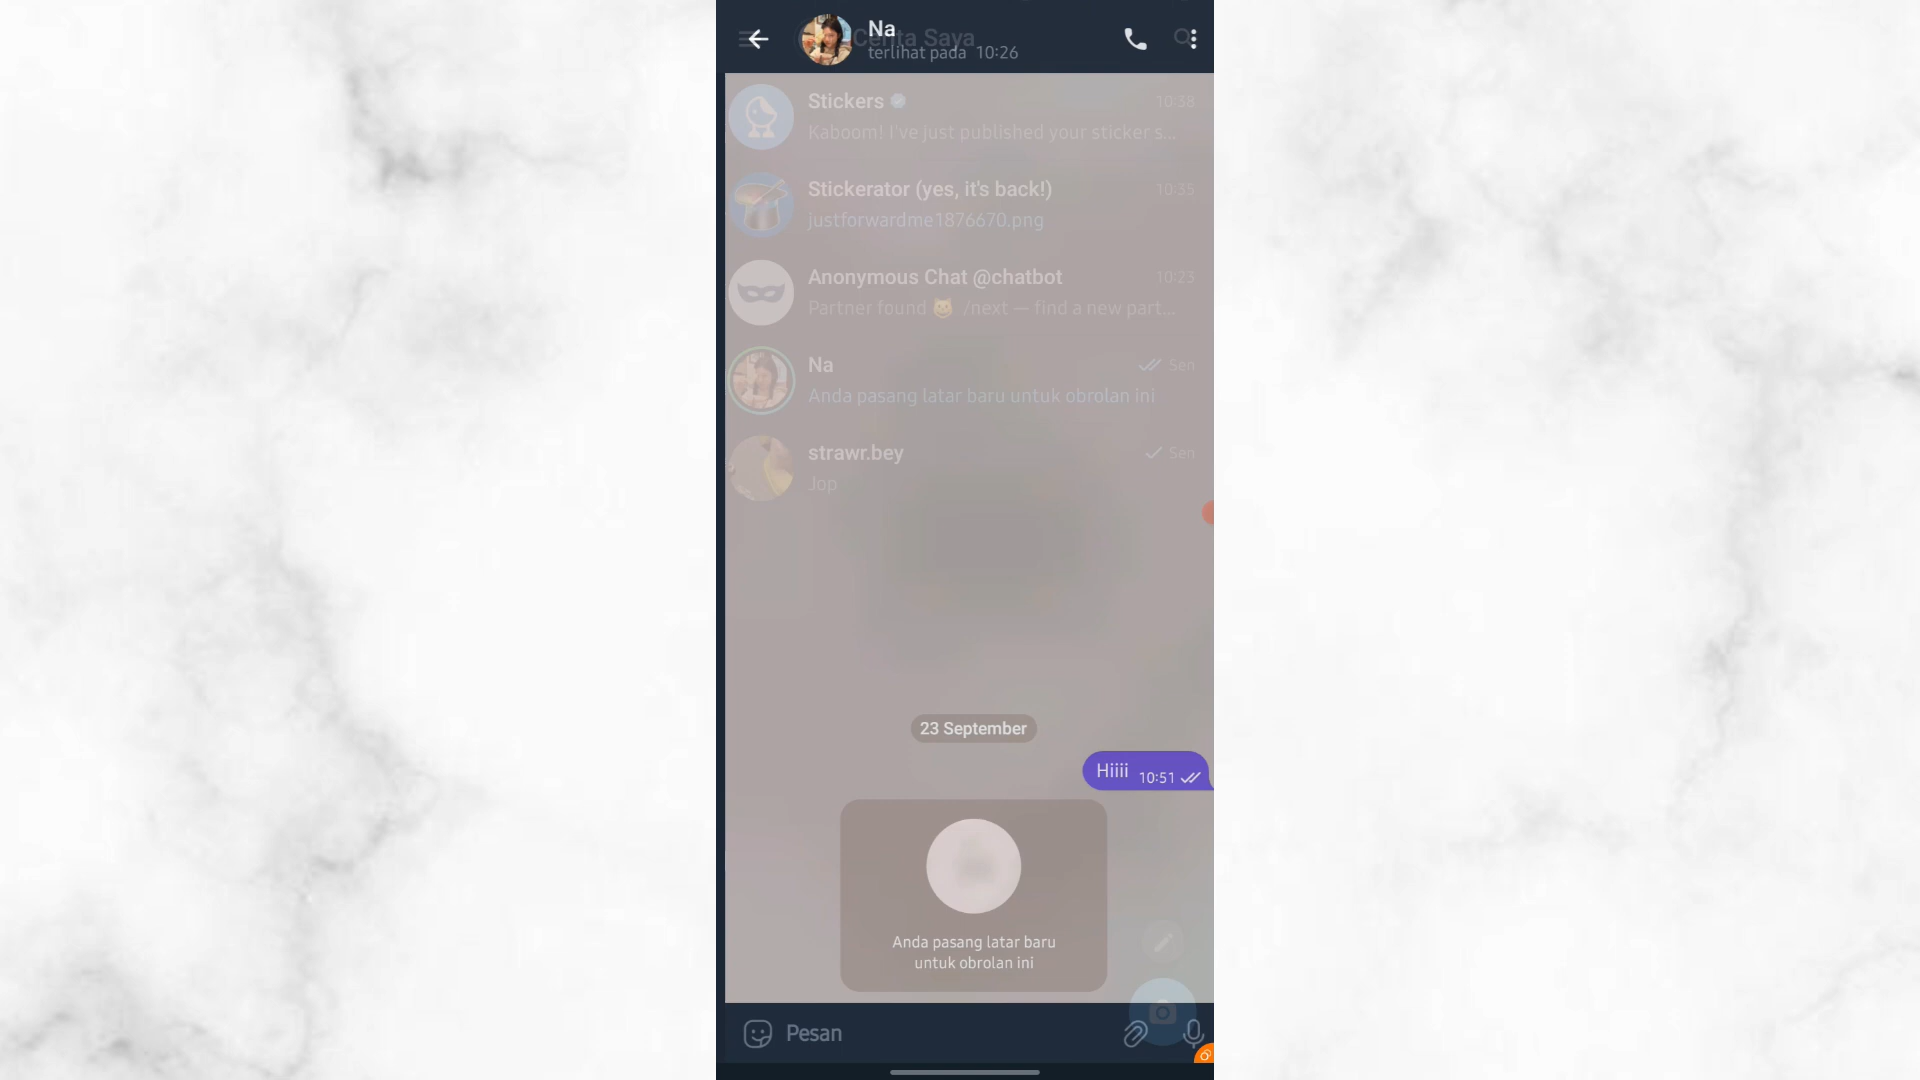 Na
Cerita Saya
terlihat pada 10:26
Stickers
10:38
Kaboom! I've just published your sticker s...
Stickerator (yes, it's back!)
10:35
justforwardme1876670.png
Anonymous Chat @chatbot
10:23
Partner found 😺 /next — find a new part...
Na
Sen
Anda pasang latar baru untuk obrolan ini
strawr.bey
Sen
Jop
23 September
Hiiii 10:51
Anda pasang latar baru
untuk obrolan ini
Pesan